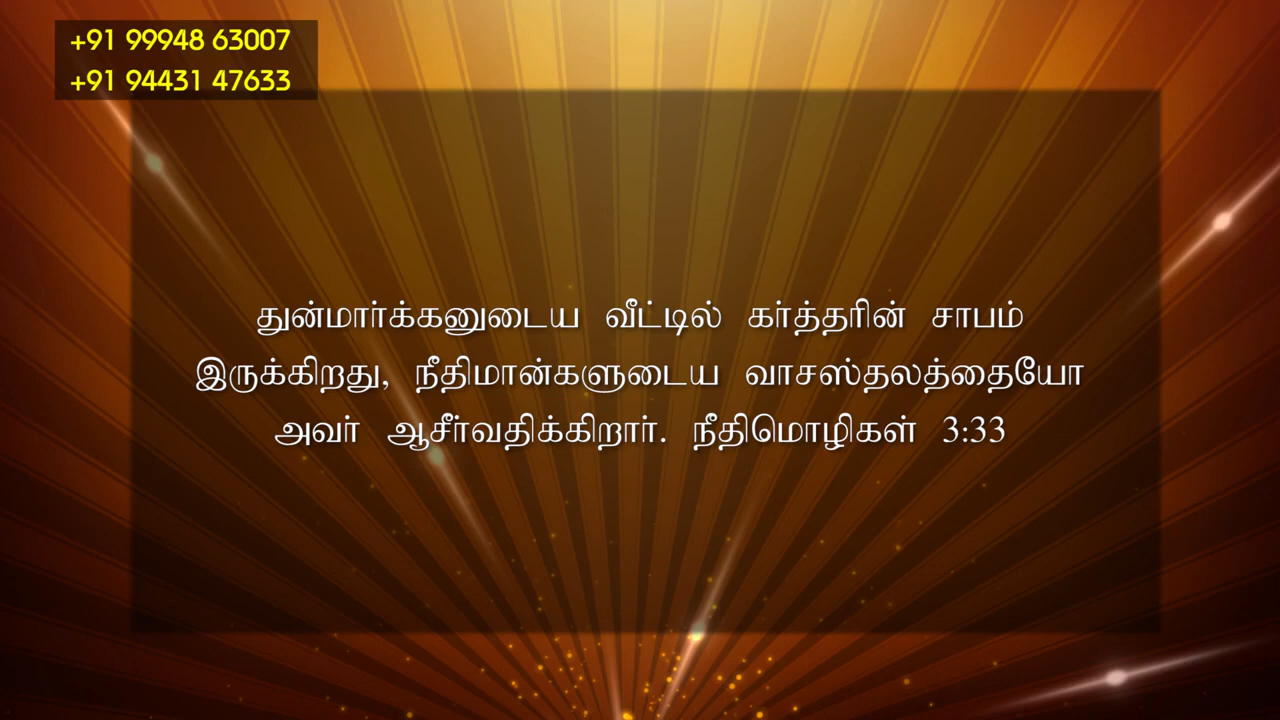 +91 99948 63007
+91 94431 47633
துன்மார்க்கனுடைய வீட்டில் கர்த்தரின் சாபம்
இருக்கிறது, நீதிமான்களுடைய வாசஸ்தலத்தையோ
அவர் ஆசீர்வதிக்கிறார். நீதிமொழிகள் 3:33